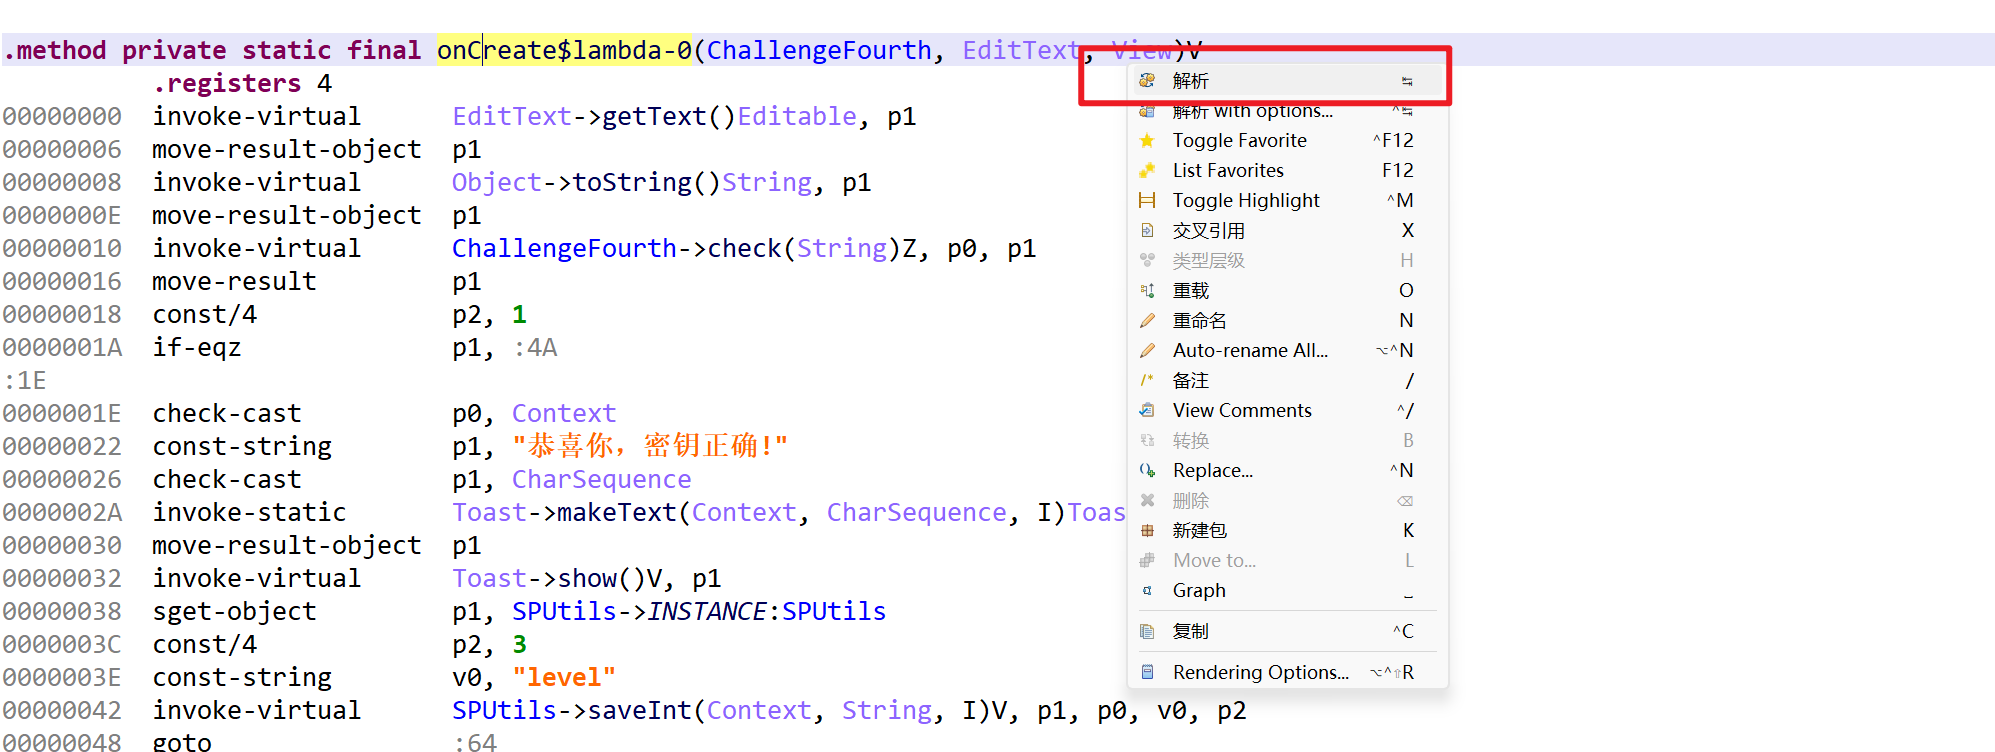 .method private static final onCreate$lambda-0(ChallengeFourth, EditText, View)V
.registers 4
00000000 invoke-virtual EditText->getText()Editable, p1
00000006 move-result-object p1
00000008 invoke-virtual Object->toString()String, p1
0000000E move-result-object p1
00000010 invoke-virtual ChallengeFourth->check(String)Z, p0, p1
00000016 move-result p1
00000018 const/4 p2, 1
0000001A if-eqz p1, :4A
:1E
0000001E check-cast p0, Context
00000022 const-string p1, "恭喜你，密钥正确!"
00000026 check-cast p1, CharSequence
0000002A invoke-static Toast->makeText(Context, CharSequence, I)Toas
00000030 move-result-object p1
00000032 invoke-virtual Toast->show()V, p1
00000038 sget-object p1, SPUtils->INSTANCE:SPUtils
0000003C const/4 p2, 3
0000003E const-string v0, "level"
00000042 invoke-virtual SPUtils->saveInt(Context, String, I)V, p1, p0, v0, p2
00000048 goto :64
解析 ↹
解析 with options... ^↹
Toggle Favorite ^F12
List Favorites F12
Toggle Highlight ^M
交叉引用 X
类型层级 H
重载 O
重命名 N
Auto-rename All... ⌥^N
备注 /
View Comments ^/
转换 B
Replace... ^N
删除 ⌫
新建包 K
Move to... L
Graph ⎵
复制 ^C
Rendering Options... ⌥^⇧R